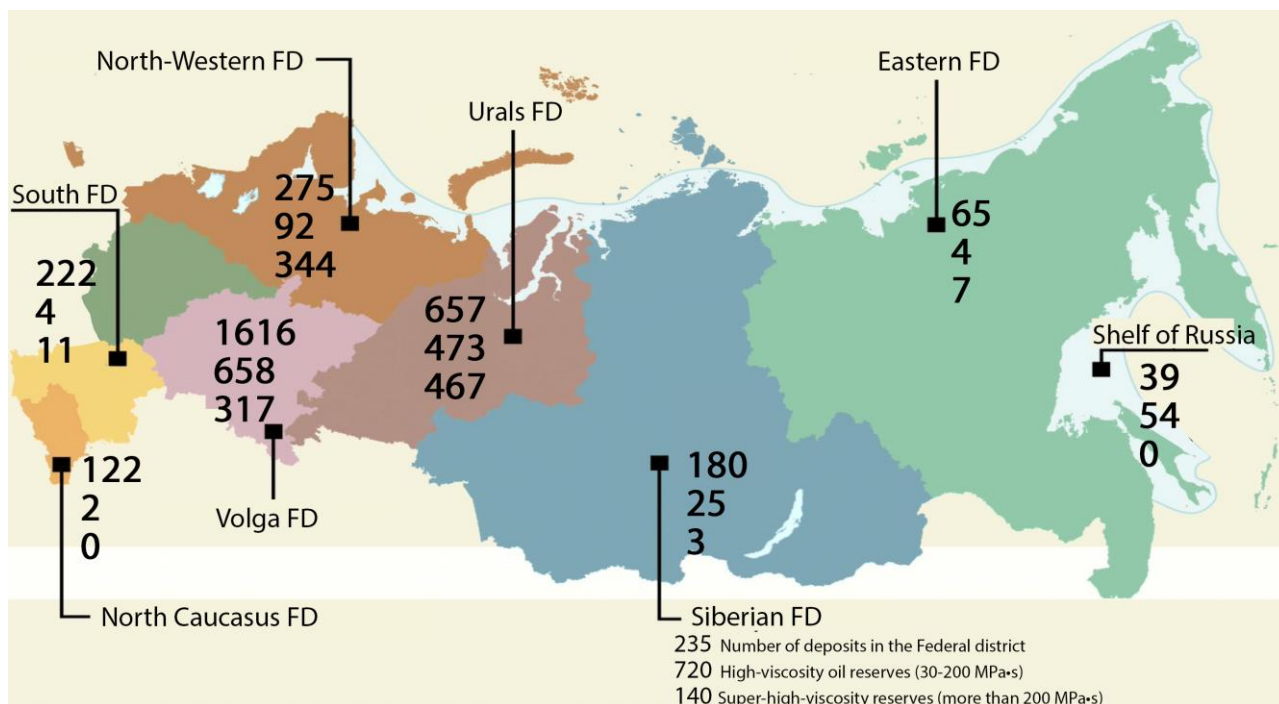 North-Western FD
Eastern FD
Urals FD
South FD
275
92
344
65
4
7
222
4
11
657
473
467
1616
658
317
Shelf of Russia
39
54
0
122
2
0
180
25
3
Volga FD
North Caucasus FD
Siberian FD
235 Number of deposits in the Federal district
720 High-viscosity oil reserves (30-200 MPa•s)
140 Super-high-viscosity reserves (more than 200 MPa•s)